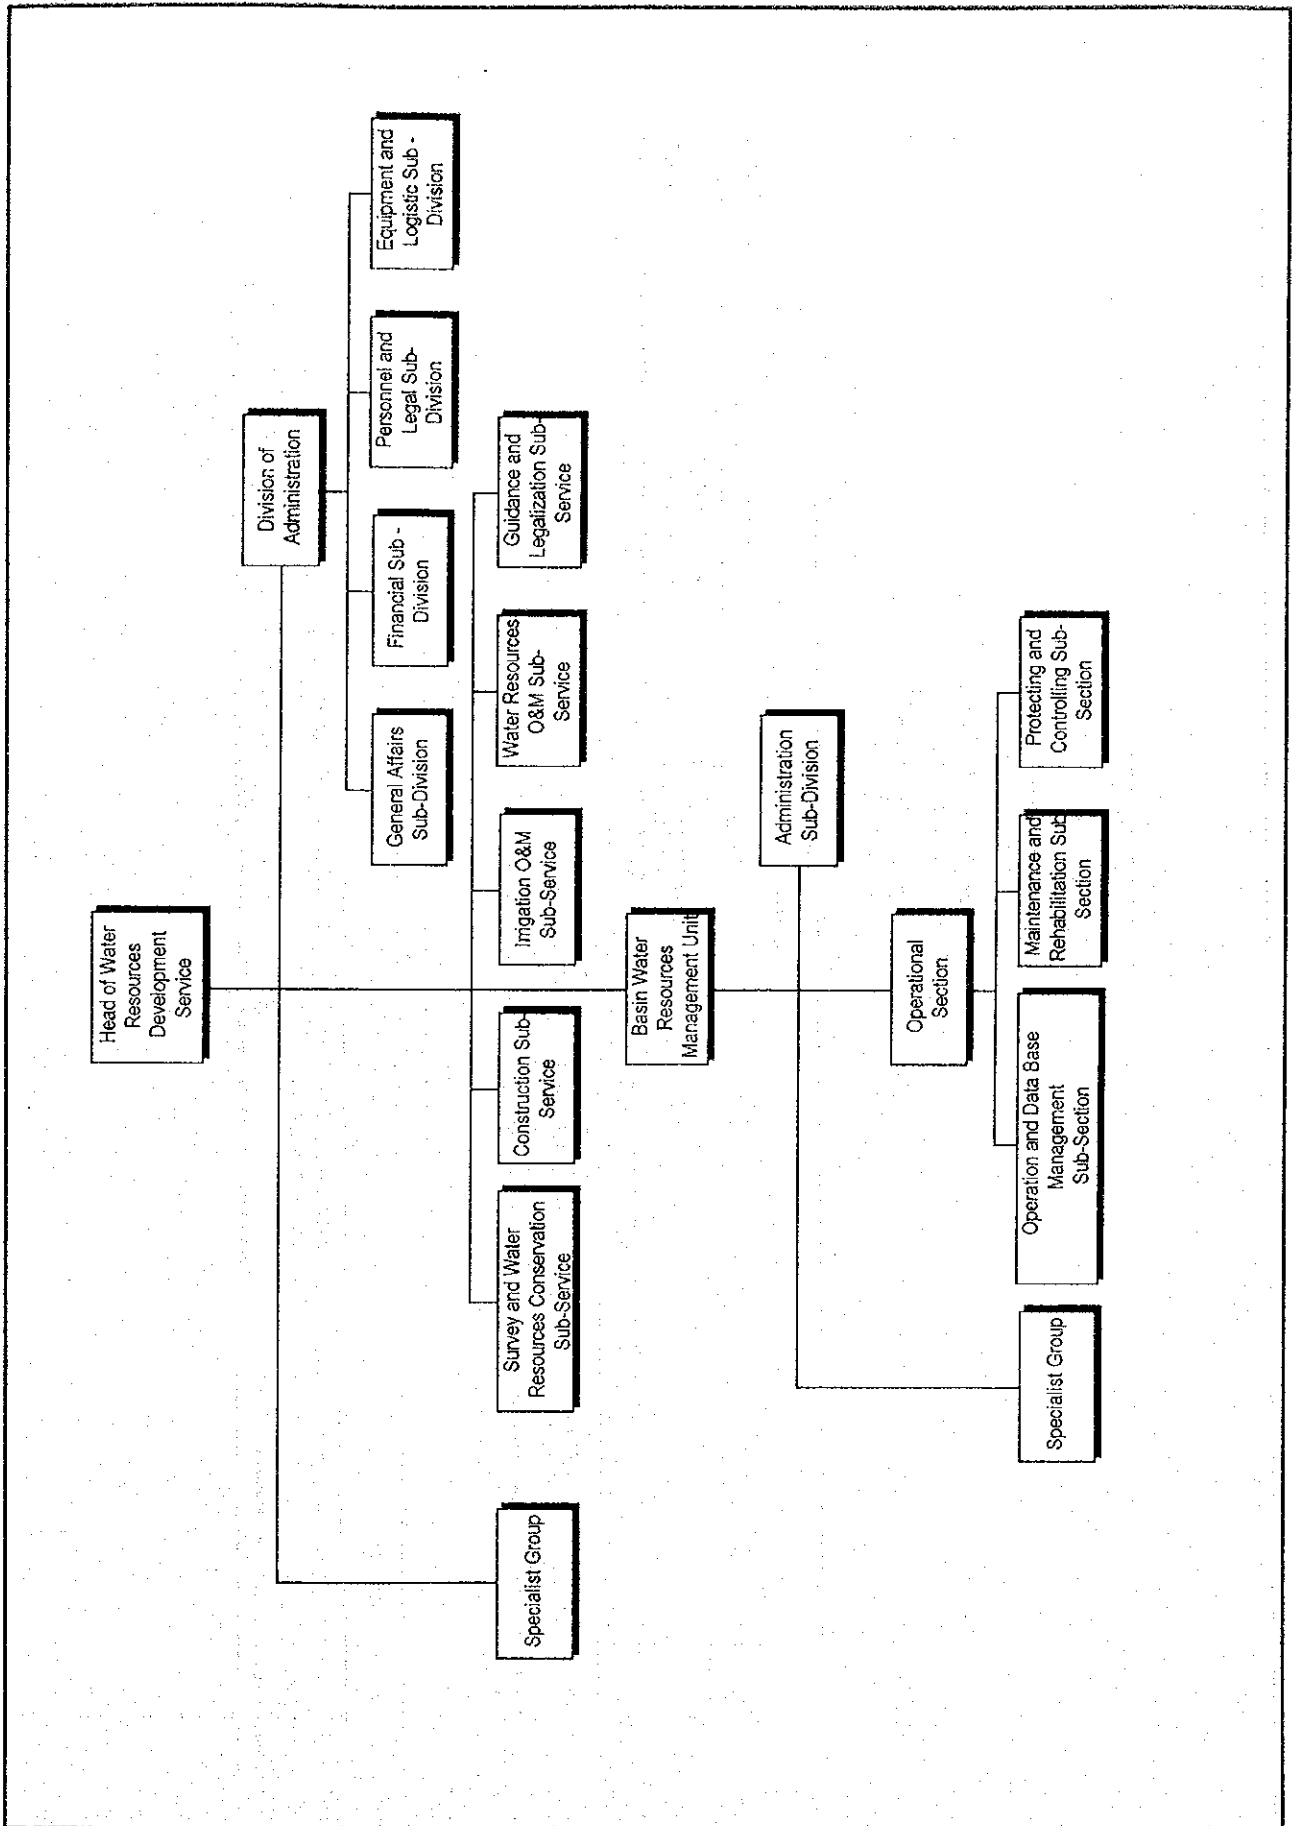 Head of Water
Resources
Development
Service
Division of
Administration
General Affairs
Sub-Division
Financial Sub -
Division
Personnel and
Legal Sub-
Division
Equipment and
Logistic Sub -
Division
Specialist Group
Survey and Water
Resources Conservation
Sub-Service
Construction Sub-
Service
Irrigation O&M
Sub-Service
Water Resources
O&M Sub-
Service
Guidance and
Legalization Sub-
Service
Basin Water
Resources
Management Unit
Administration
Sub-Division
Operational
Section
Specialist Group
Operation and Data Base
Management
Sub-Section
Maintenance and
Rehabilitation Sub
Section
Protecting and
Controlling Sub-
Section